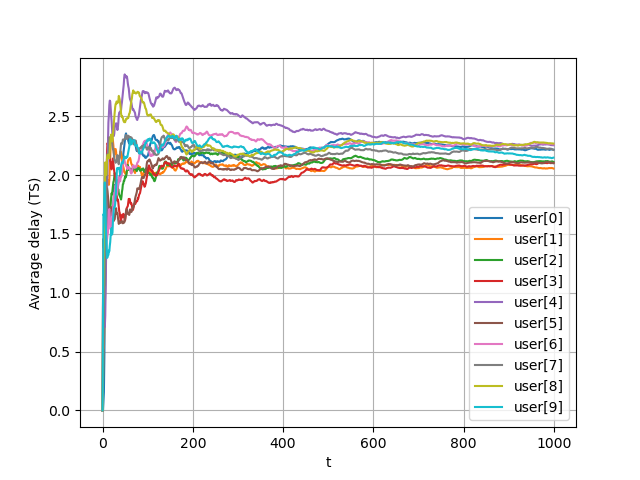 2.5
2.0
1.5
1.0
0.5
0.0
Avarage delay (TS)
0
200
400
600
800
1000
t
user[0]
user[1]
user[2]
user[3]
user[4]
user[5]
user[6]
user[7]
user[8]
user[9]